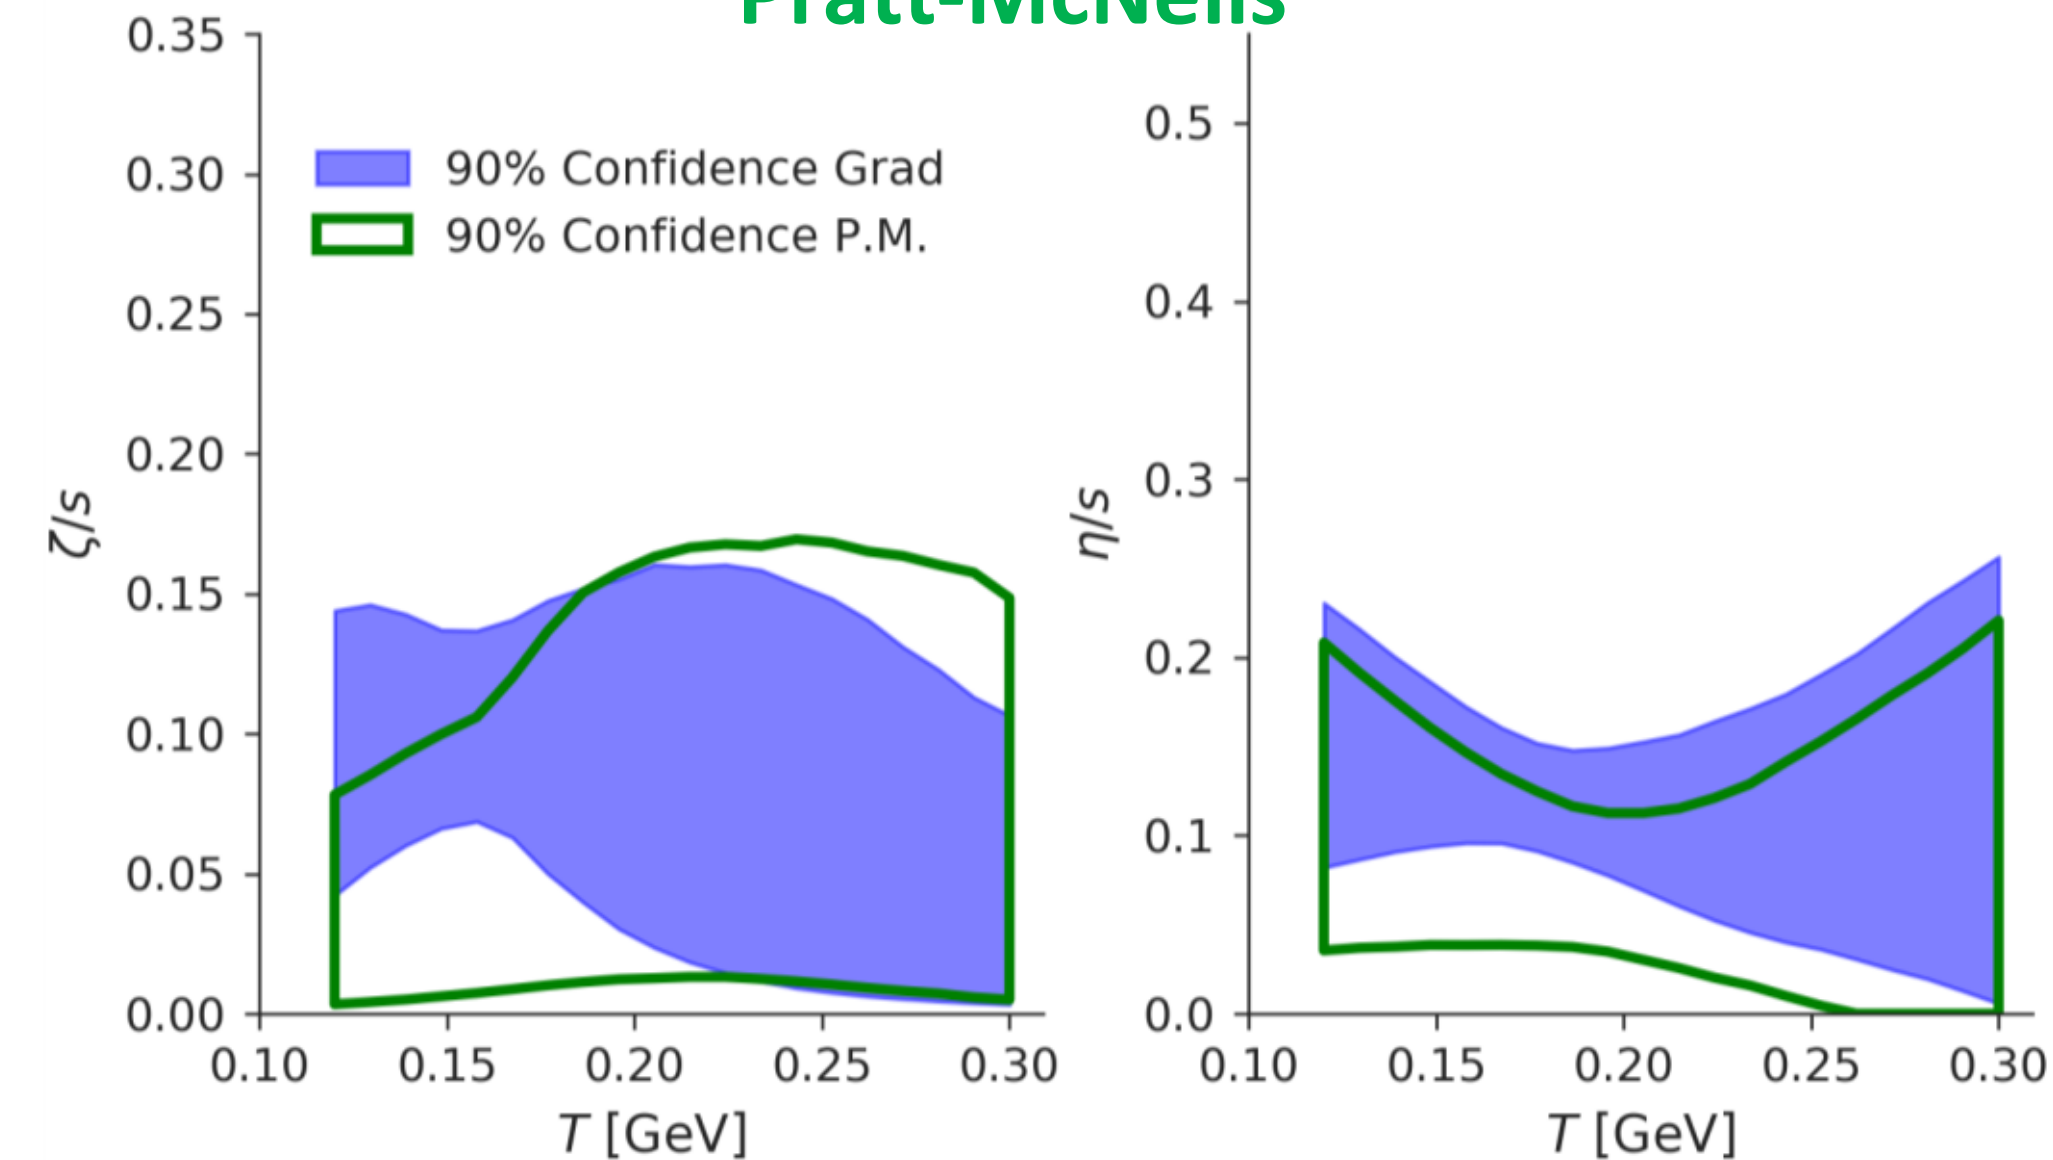 Pratt-McNelis
0.35
0.30
0.25
0.20
0.15
0.10
0.05
0.00
ζ/s
90% Confidence Grad
90% Confidence P.M.
0.10 0.15 0.20 0.25 0.30
T [GeV]
0.5
0.4
0.3
0.2
0.1
0.0
η/s
0.10 0.15 0.20 0.25 0.30
T [GeV]